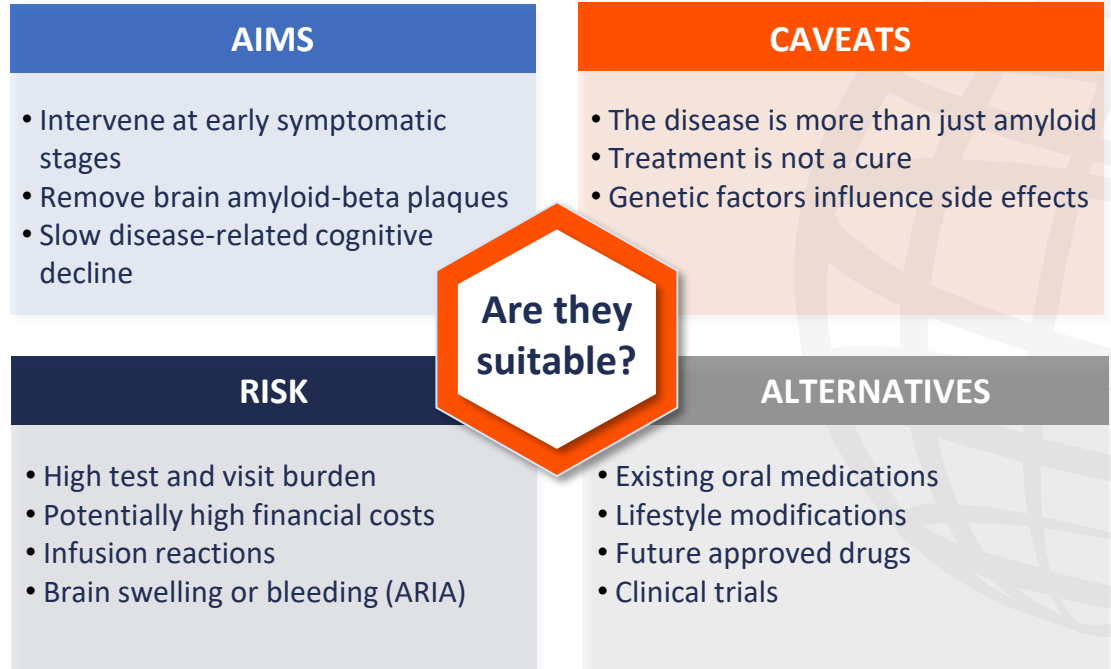 AIMS
• Intervene at early symptomatic
stages
• Remove brain amyloid-beta plaques
• Slow disease-related cognitive
decline
CAVEATS
• The disease is more than just amyloid
• Treatment is not a cure
• Genetic factors influence side effects
Are they
suitable?
RISK
• High test and visit burden
• Potentially high financial costs
• Infusion reactions
• Brain swelling or bleeding (ARIA)
ALTERNATIVES
• Existing oral medications
• Lifestyle modifications
• Future approved drugs
• Clinical trials